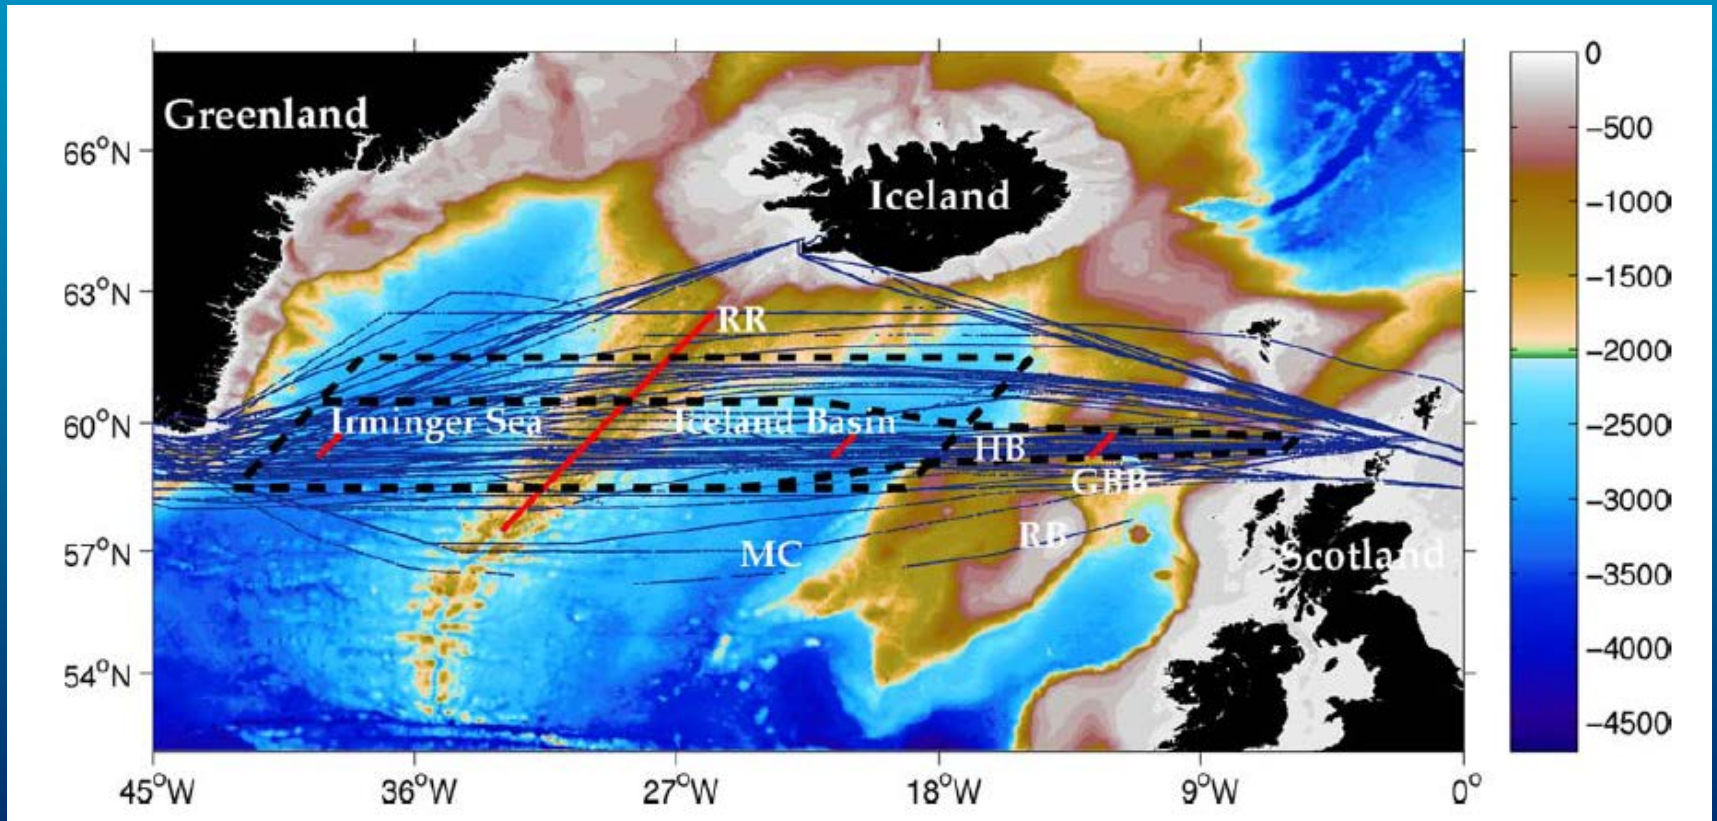 Greenland
Iceland
RR
Irminger Sea
Iceland Basin
HB
GBB
RB
MC
Scotland
66°N
63°N
60°N
57°N
54°N
45°W
36°W
27°W
18°W
9°W
0°
0
−500
−1000
−1500
−2000
−2500
−3000
−3500
−4000
−4500